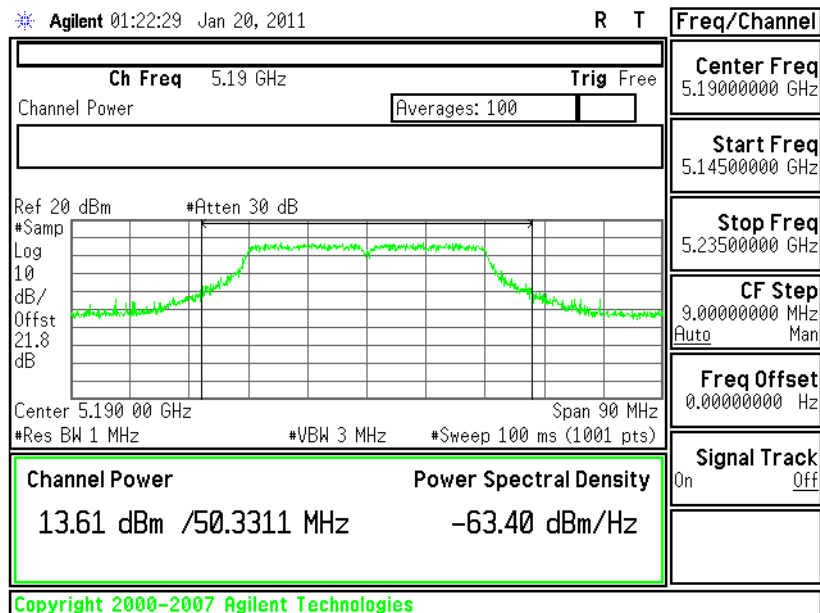 Agilent 01:22:29 Jan 20, 2011 R T
Freq/Channel
Ch Freq 5.19 GHz Trig Free
Channel Power Averages: 100
Center Freq
5.19000000 GHz
Start Freq
5.14500000 GHz
Stop Freq
5.23500000 GHz
CF Step
9.00000000 MHz
Auto Man
Freq Offset
0.00000000 Hz
Signal Track
On Off
Ref 20 dBm #Atten 30 dB
#Samp
Log
10
dB/
Offst
21.8
dB
Center 5.190 00 GHz Span 90 MHz
#Res BW 1 MHz #VBW 3 MHz #Sweep 100 ms (1001 pts)
Channel Power Power Spectral Density
13.61 dBm /50.3311 MHz -63.40 dBm/Hz
Copyright 2000-2007 Agilent Technologies